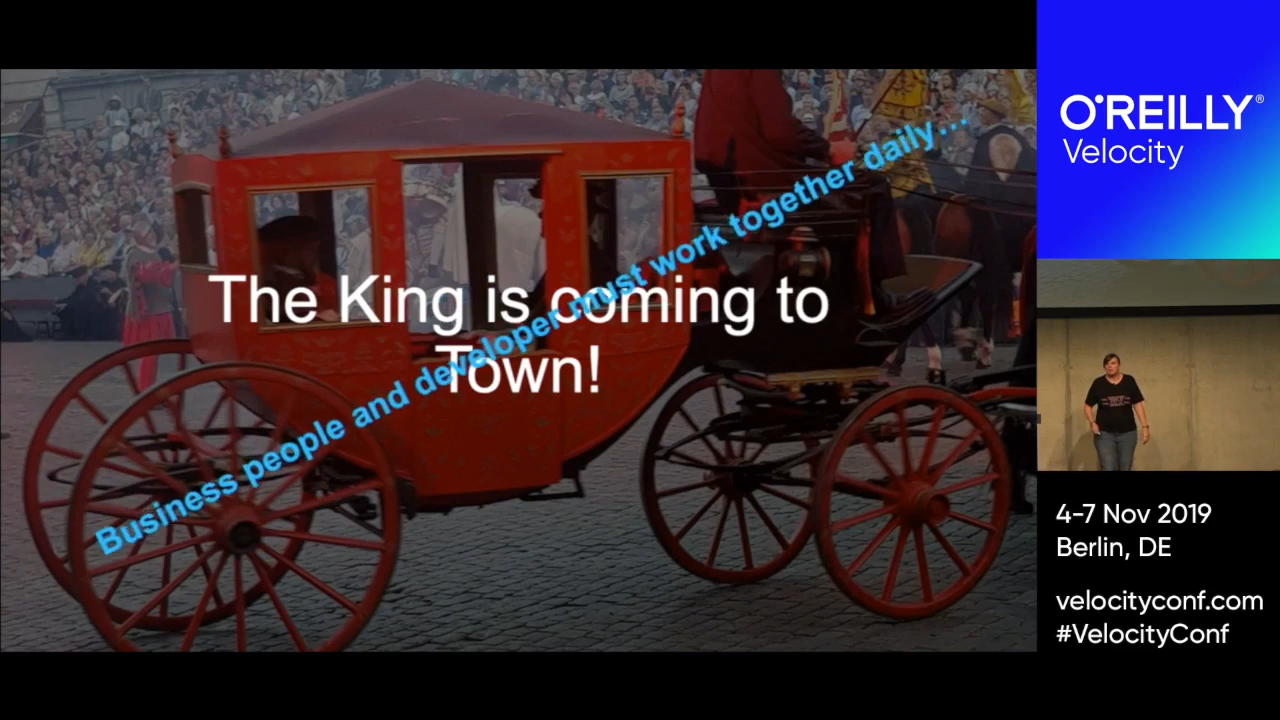 The King is coming to
Town!
Business people and developer must work together daily...
O'REILLY®
Velocity
4-7 Nov 2019
Berlin, DE
velocityconf.com
#VelocityConf